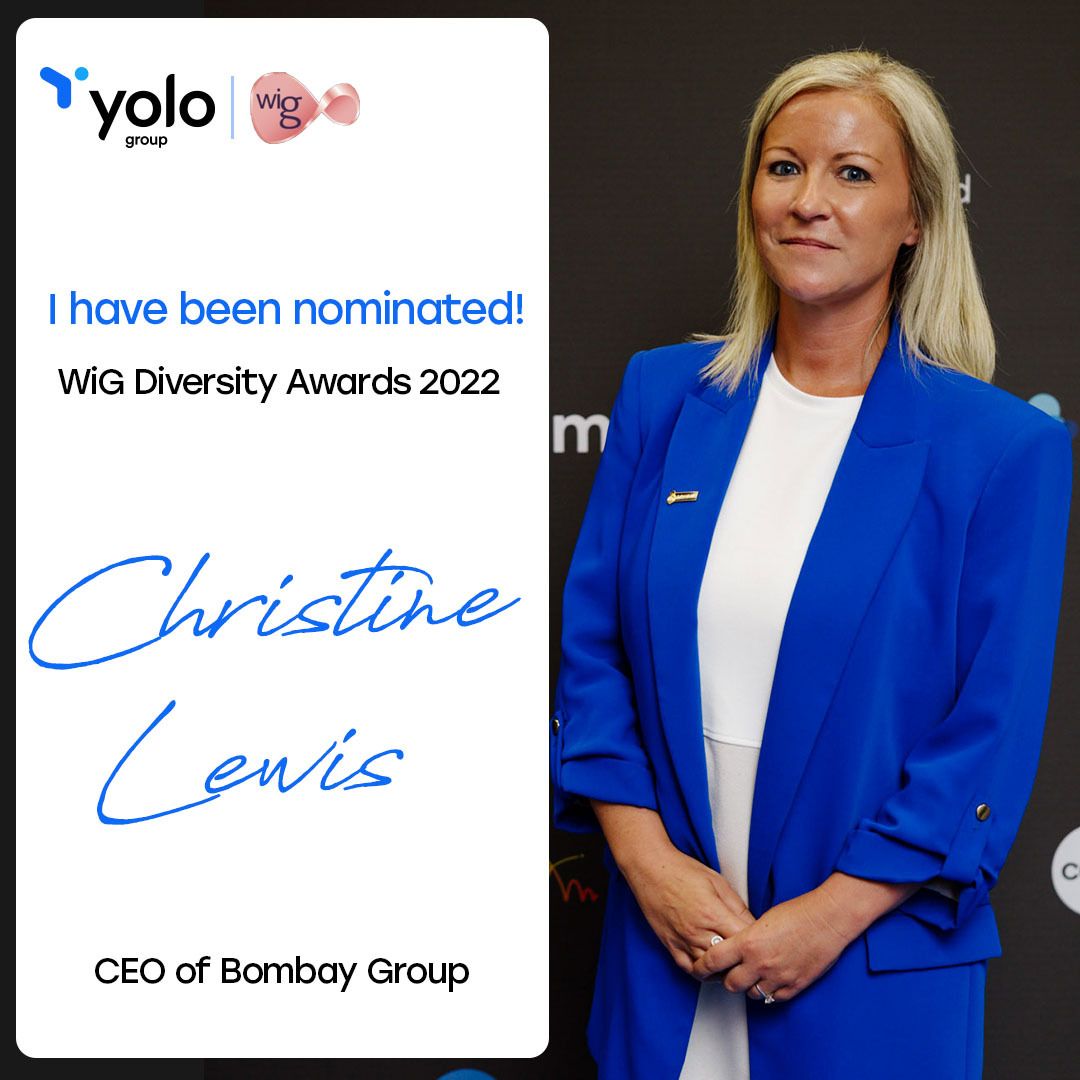 yolo
group
wig
I have been nominated!
WiG Diversity Awards 2022
Christine
Lewis
CEO of Bombay Group
d
m